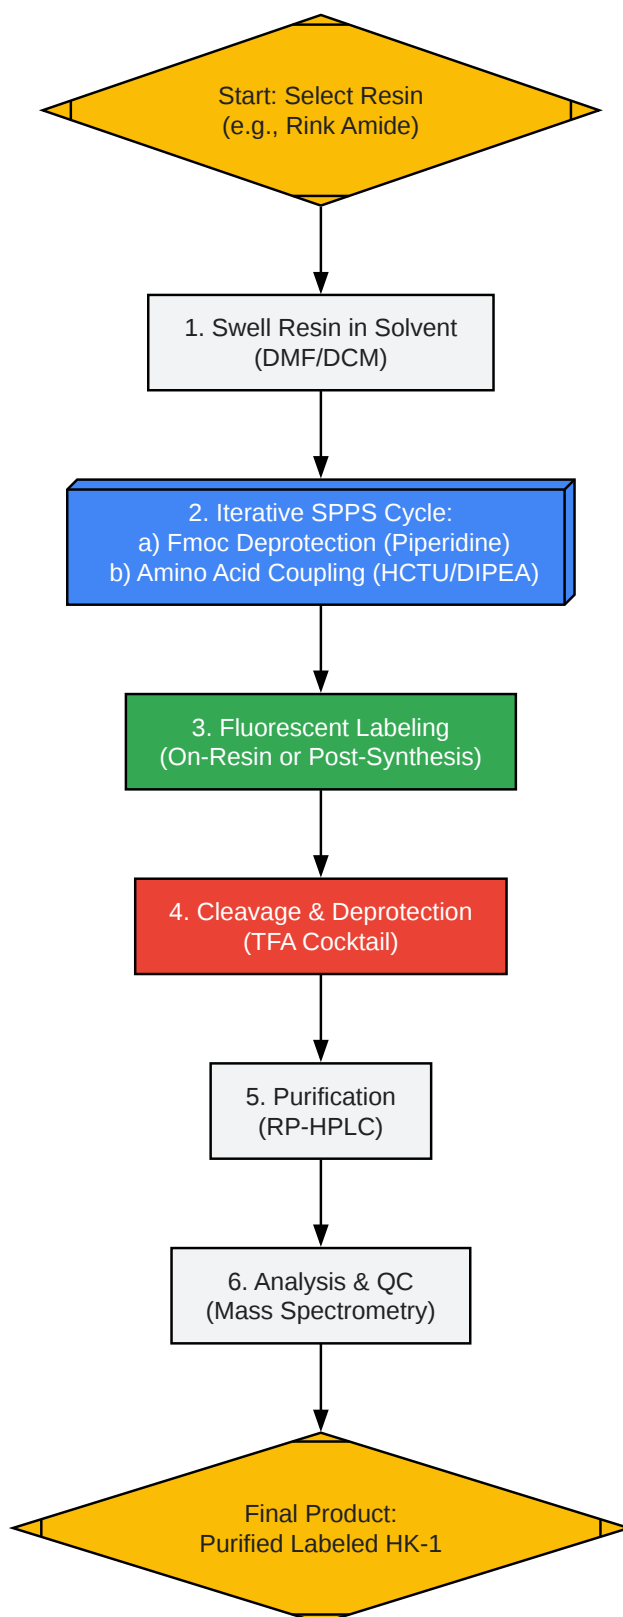 Start: Select Resin
(e.g., Rink Amide)
1. Swell Resin in Solvent
(DMF/DCM)
2. Iterative SPPS Cycle:
a) Fmoc Deprotection (Piperidine)
b) Amino Acid Coupling (HCTU/DIPEA)
3. Fluorescent Labeling
(On-Resin or Post-Synthesis)
4. Cleavage & Deprotection
(TFA Cocktail)
5. Purification
(RP-HPLC)
6. Analysis & QC
(Mass Spectrometry)
Final Product:
Purified Labeled HK-1